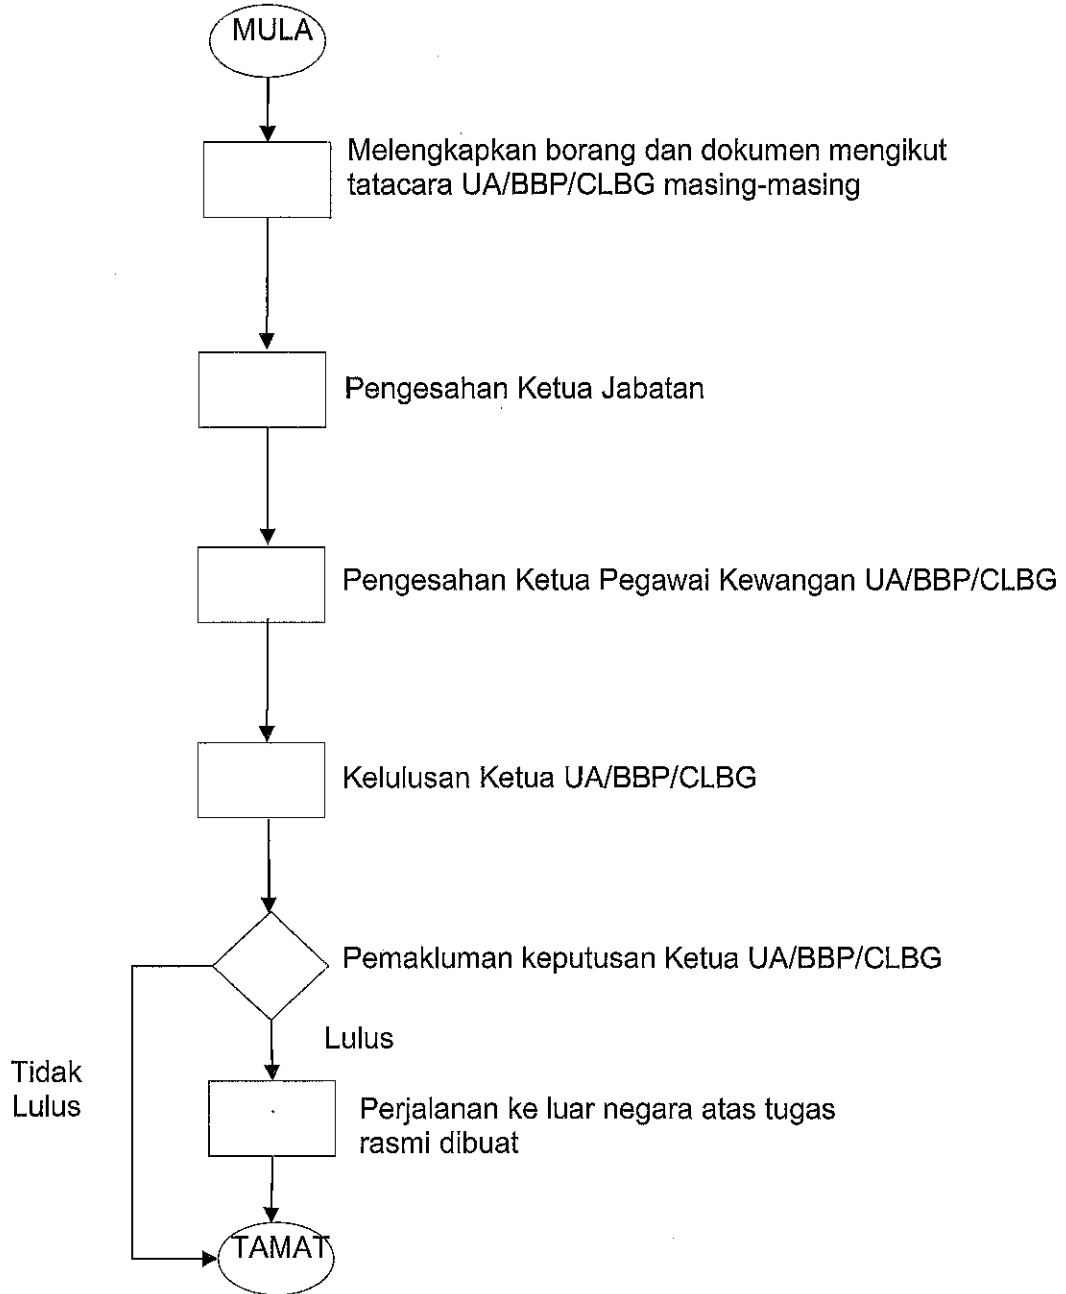 MULA
Melengkapkan borang dan dokumen mengikut
tatacara UA/BBP/CLBG masing-masing
Pengesahan Ketua Jabatan
Pengesahan Ketua Pegawai Kewangan UA/BBP/CLBG
Kelulusan Ketua UA/BBP/CLBG
Pemakluman keputusan Ketua UA/BBP/CLBG
Lulus
Tidak
Lulus
Perjalanan ke luar negara atas tugas
rasmi dibuat
TAMAT